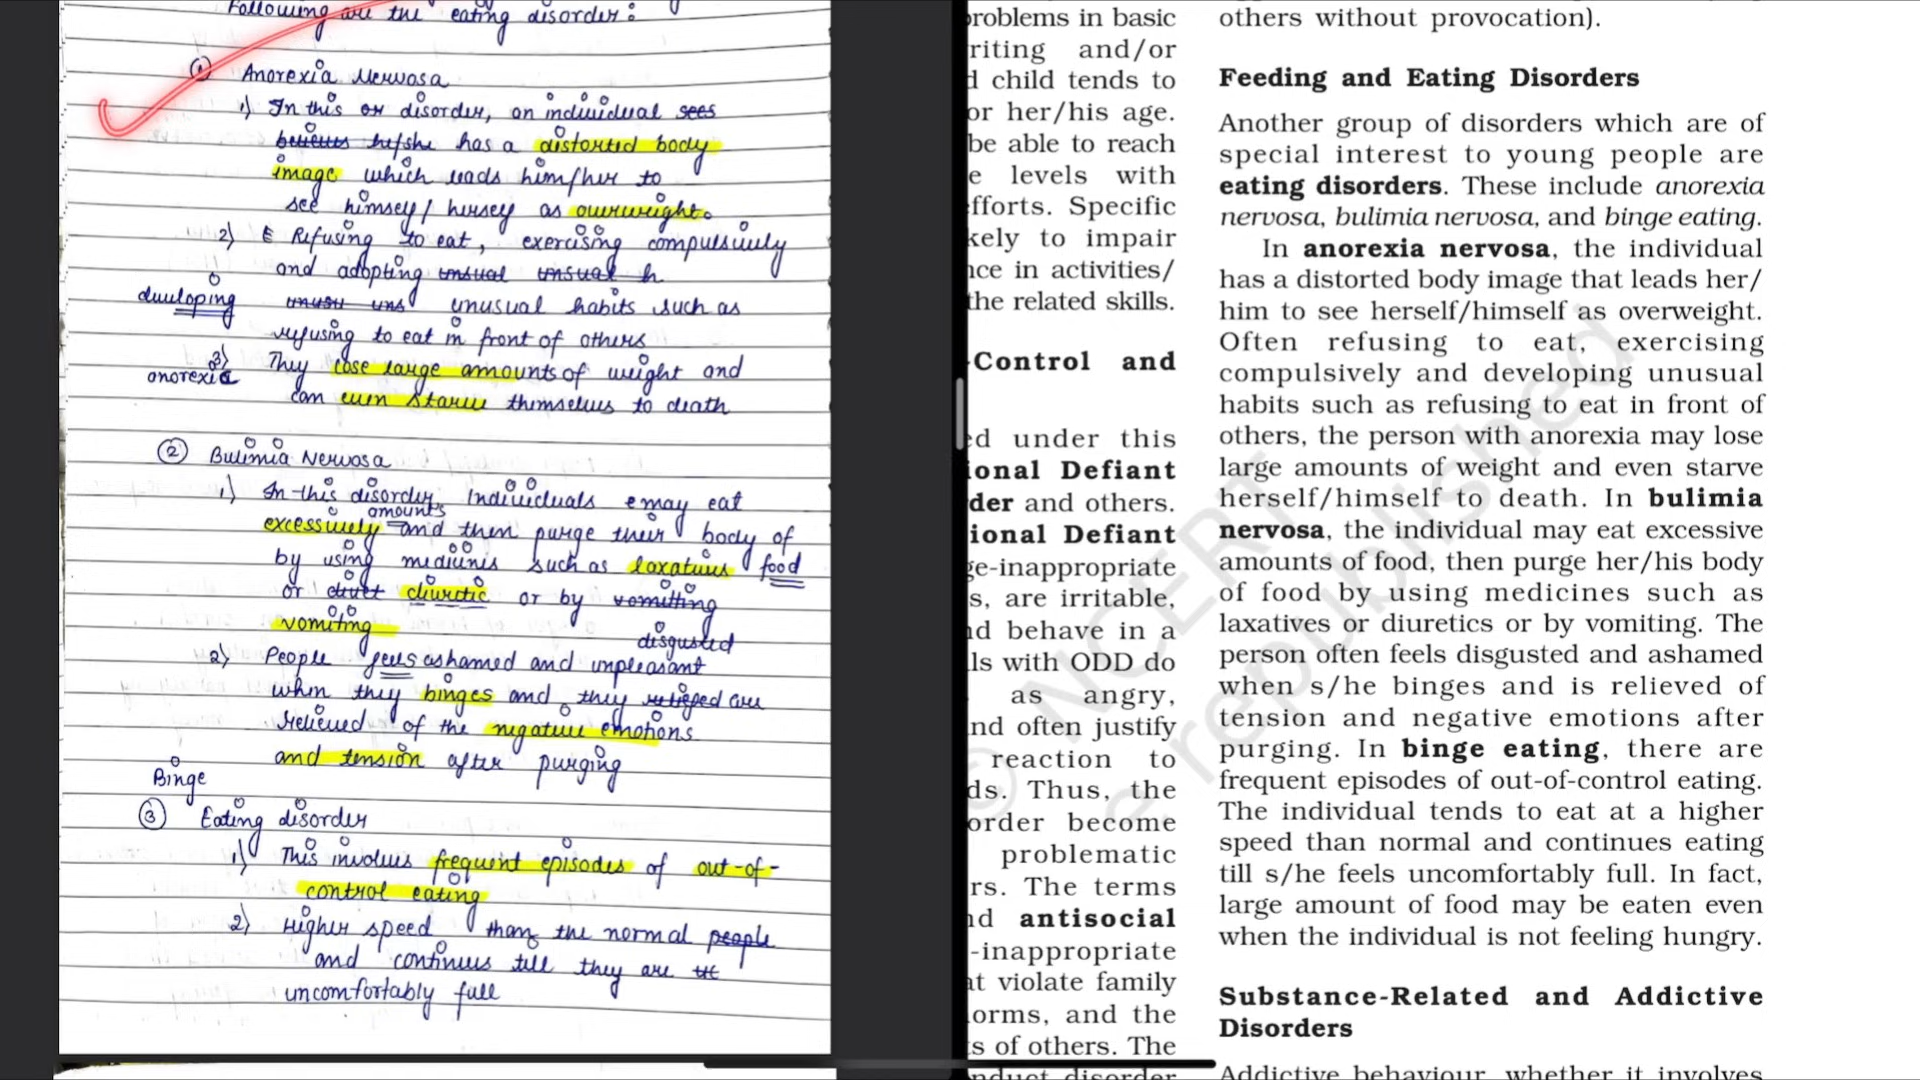 Following are the eating disorder:
① Anorexia Nervosa
1) In this or disorder, an individual sees
believes he/she has a distorted body
image which leads him/her to
see himself/herself as overweight.
2) E Refusing to eat, exercising compulsively
and adopting unsual unsual h
developing unusu uns unusual habits such as
refusing to eat in front of others
3) They lose large amounts of weight and
anorexia
can even starve themselves to death
② Bulimia Nervosa
1) In this disorder, Individuals e may eat
amounts
excessively and then purge their body of
by using medicines such as laxatives food
or diuret diuretic or by vomitting
vomiting
disgusted
2) People feels ashamed and unpleasant
when they binges and they relieped are
relieved of the negative emotions
and tension after purging
Binge
③ Eating disorder
1) This involves frequent episodes of out-of-
control eating
2) Higher speed than the normal people
and continues till they are
uncomfortably full
problems in basic
riting and/or
d child tends to
or her/his age.
be able to reach
e levels with
fforts. Specific
kely to impair
nce in activities/
the related skills.
-Control and
ed under this
ional Defiant
der and others.
ional Defiant
ge-inappropriate
s, are irritable,
nd behave in a
ls with ODD do
as angry,
nd often justify
reaction to
ds. Thus, the
order become
problematic
rs. The terms
nd antisocial
-inappropriate
at violate family
orms, and the
s of others. The
nduct disorder
others without provocation).
Feeding and Eating Disorders
Another group of disorders which are of
special interest to young people are
eating disorders. These include anorexia
nervosa, bulimia nervosa, and binge eating.
In anorexia nervosa, the individual
has a distorted body image that leads her/
him to see herself/himself as overweight.
Often refusing to eat, exercising
compulsively and developing unusual
habits such as refusing to eat in front of
others, the person with anorexia may lose
large amounts of weight and even starve
herself/himself to death. In bulimia
nervosa, the individual may eat excessive
amounts of food, then purge her/his body
of food by using medicines such as
laxatives or diuretics or by vomiting. The
person often feels disgusted and ashamed
when s/he binges and is relieved of
tension and negative emotions after
purging. In binge eating, there are
frequent episodes of out-of-control eating.
The individual tends to eat at a higher
speed than normal and continues eating
till s/he feels uncomfortably full. In fact,
large amount of food may be eaten even
when the individual is not feeling hungry.
Substance-Related and Addictive
Disorders
Addictive behaviour, whether it involves
© NCERT
republished